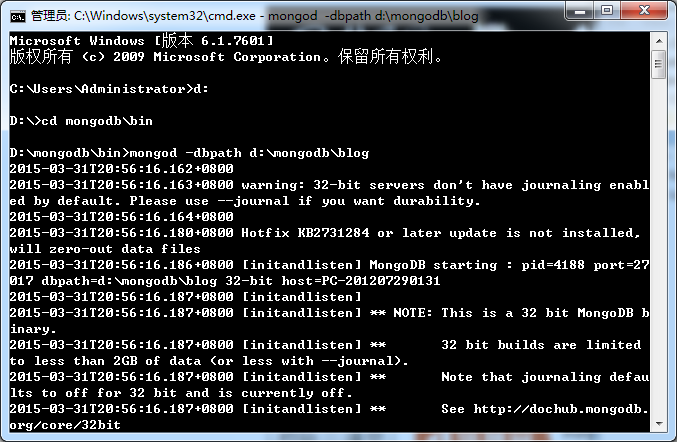 管理员: C:\Windows\system32\cmd.exe - mongod  -dbpath d:\mongodb\blog
Microsoft Windows [版本 6.1.7601]
版权所有 (c) 2009 Microsoft Corporation。保留所有权利。
C:\Users\Administrator>d:
D:\>cd mongodb\bin
D:\mongodb\bin>mongod -dbpath d:\mongodb\blog
2015-03-31T20:56:16.162+0800
2015-03-31T20:56:16.163+0800 warning: 32-bit servers don't have journaling enabl
ed by default. Please use --journal if you want durability.
2015-03-31T20:56:16.164+0800
2015-03-31T20:56:16.180+0800 Hotfix KB2731284 or later update is not installed,
will zero-out data files
2015-03-31T20:56:16.186+0800 [initandlisten] MongoDB starting : pid=4188 port=27
017 dbpath=d:\mongodb\blog 32-bit host=PC-201207290131
2015-03-31T20:56:16.187+0800 [initandlisten]
2015-03-31T20:56:16.187+0800 [initandlisten] ** NOTE: This is a 32 bit MongoDB b
inary.
2015-03-31T20:56:16.187+0800 [initandlisten] **       32 bit builds are limited
to less than 2GB of data (or less with --journal).
2015-03-31T20:56:16.187+0800 [initandlisten] **       Note that journaling defau
lts to off for 32 bit and is currently off.
2015-03-31T20:56:16.187+0800 [initandlisten] **       See http://dochub.mongodb.
org/core/32bit